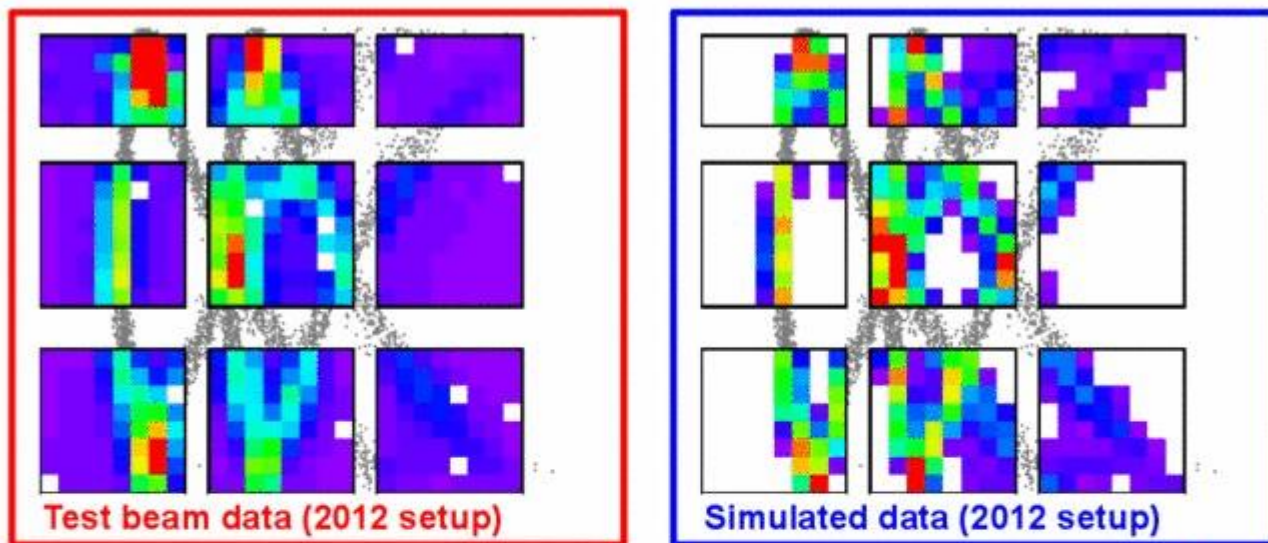 Test beam data (2012 setup)
Simulated data (2012 setup)